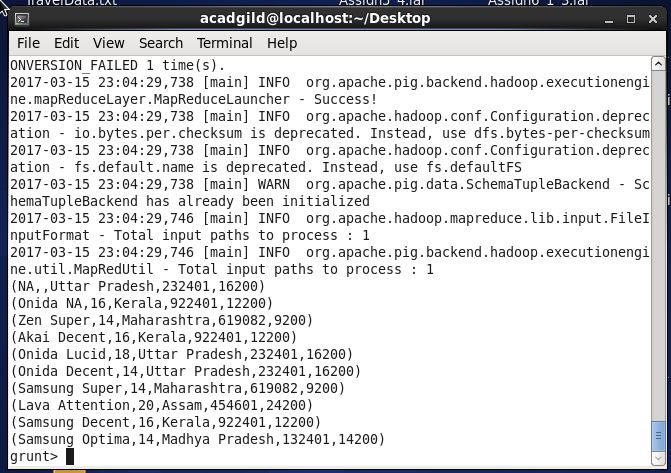 TravelData.txt Assign5_4.jar Assign6_1_3.jar
acadgild@localhost:~/Desktop
File Edit View Search Terminal Help
ONVERSION_FAILED 1 time(s).
2017-03-15 23:04:29,738 [main] INFO  org.apache.pig.backend.hadoop.executionengi
ne.mapReduceLayer.MapReduceLauncher - Success!
2017-03-15 23:04:29,738 [main] INFO  org.apache.hadoop.conf.Configuration.deprec
ation - io.bytes.per.checksum is deprecated. Instead, use dfs.bytes-per-checksum
2017-03-15 23:04:29,738 [main] INFO  org.apache.hadoop.conf.Configuration.deprec
ation - fs.default.name is deprecated. Instead, use fs.defaultFS
2017-03-15 23:04:29,738 [main] WARN  org.apache.pig.data.SchemaTupleBackend - Sc
hemaTupleBackend has already been initialized
2017-03-15 23:04:29,746 [main] INFO  org.apache.hadoop.mapreduce.lib.input.FileI
nputFormat - Total input paths to process : 1
2017-03-15 23:04:29,746 [main] INFO  org.apache.pig.backend.hadoop.executionengi
ne.util.MapRedUtil - Total input paths to process : 1
(NA,,Uttar Pradesh,232401,16200)
(Onida NA,16,Kerala,922401,12200)
(Zen Super,14,Maharashtra,619082,9200)
(Akai Decent,16,Kerala,922401,12200)
(Onida Lucid,18,Uttar Pradesh,232401,16200)
(Onida Decent,14,Uttar Pradesh,232401,16200)
(Samsung Super,14,Maharashtra,619082,9200)
(Lava Attention,20,Assam,454601,24200)
(Samsung Decent,16,Kerala,922401,12200)
(Samsung Optima,14,Madhya Pradesh,132401,14200)
grunt>